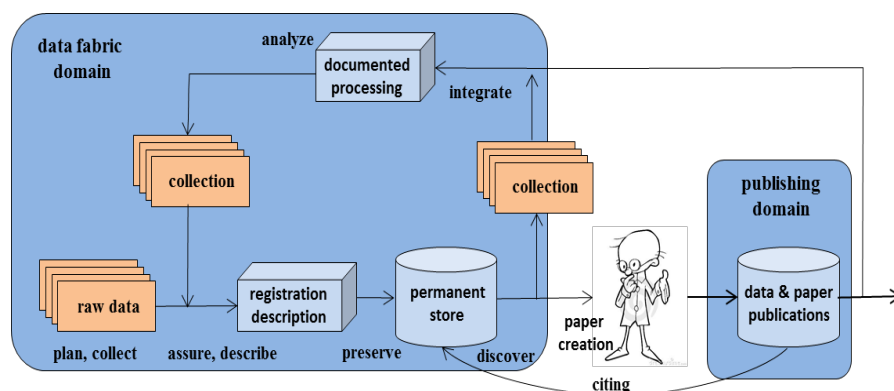 data fabric
domain
analyze
documented
processing
integrate
collection
collection
publishing
domain
raw data
registration
description
permanent
store
data & paper
publications
paper
creation
plan, collect
assure, describe
preserve
discover
citing